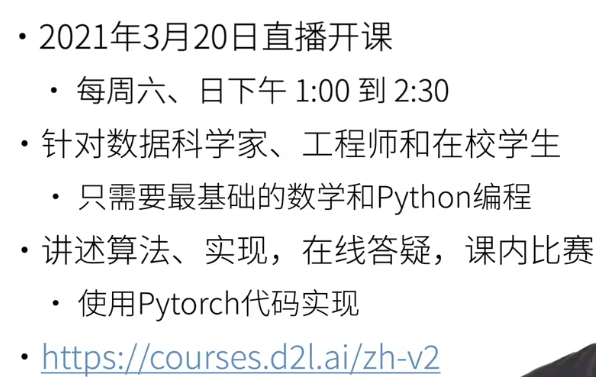 • 2021年3月20日直播开课
• 每周六、日下午 1:00 到 2:30
• 针对数据科学家、工程师和在校学生
• 只需要最基础的数学和Python编程
• 讲述算法、实现，在线答疑，课内比赛
• 使用Pytorch代码实现
• https://courses.d2l.ai/zh-v2